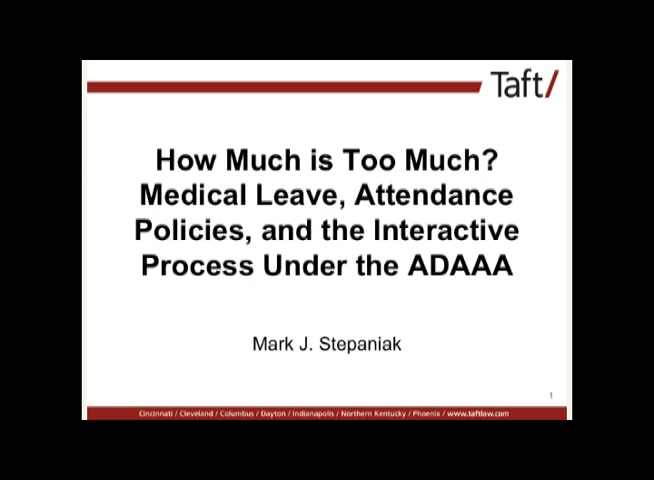 Taft/
How Much is Too Much?
Medical Leave, Attendance
Policies, and the Interactive
Process Under the ADAAA
Mark J. Stepaniak
1
Cincinnati / Cleveland / Columbus / Dayton / Indianapolis / Northern Kentucky / Phoenix / www.taftlaw.com